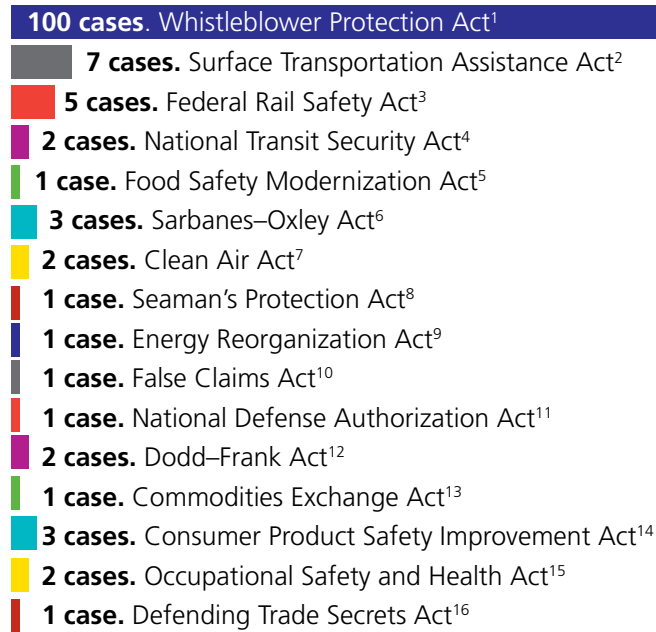 100 cases. Whistleblower Protection Act¹
7 cases. Surface Transportation Assistance Act²
5 cases. Federal Rail Safety Act³
2 cases. National Transit Security Act⁴
1 case. Food Safety Modernization Act⁵
3 cases. Sarbanes–Oxley Act⁶
2 cases. Clean Air Act⁷
1 case. Seaman’s Protection Act⁸
1 case. Energy Reorganization Act⁹
1 case. False Claims Act¹⁰
1 case. National Defense Authorization Act¹¹
2 cases. Dodd–Frank Act¹²
1 case. Commodities Exchange Act¹³
3 cases. Consumer Product Safety Improvement Act¹⁴
2 cases. Occupational Safety and Health Act¹⁵
1 case. Defending Trade Secrets Act¹⁶